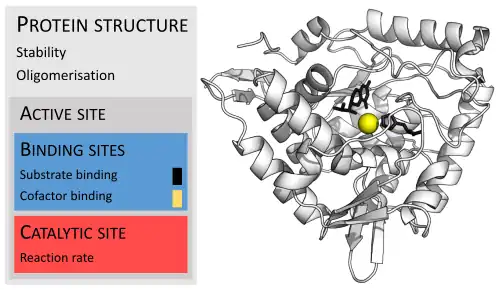 PROTEIN STRUCTURE
Stability
Oligomerisation
ACTIVE SITE
BINDING SITES
Substrate binding
Cofactor binding
CATALYTIC SITE
Reaction rate